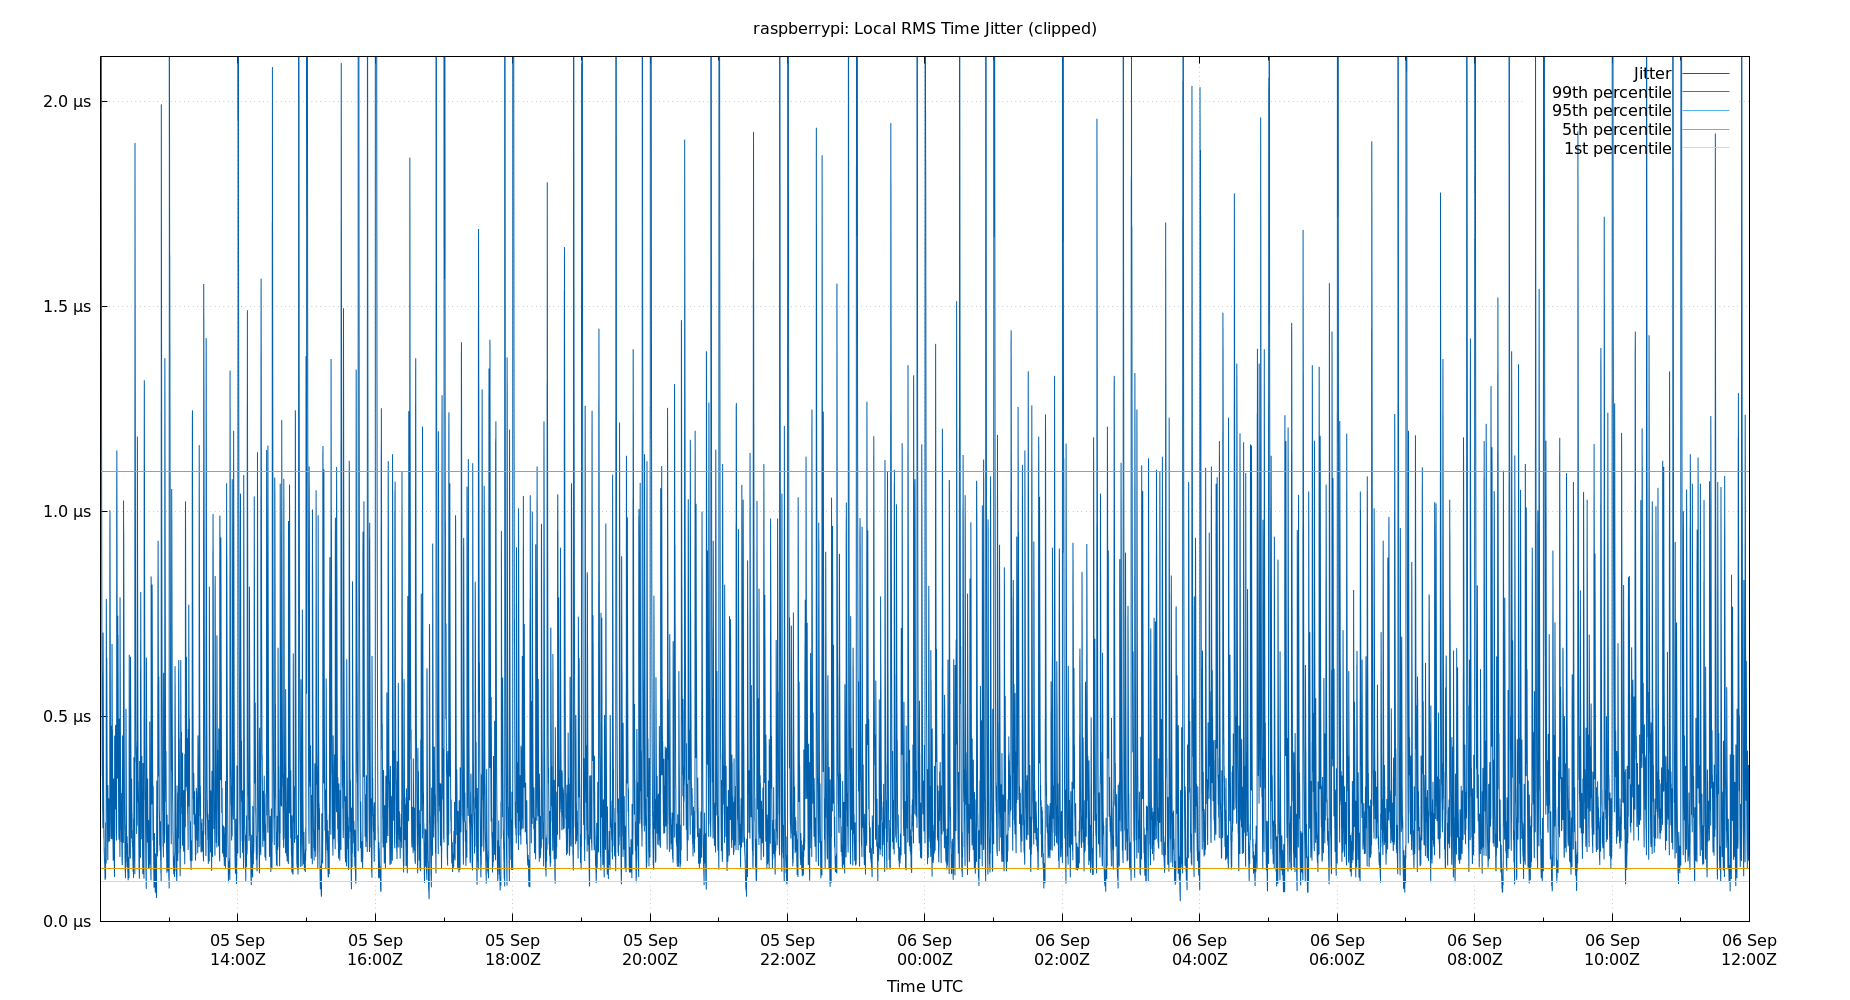 raspberrypi: Local RMS Time Jitter (clipped)
Jitter
99th percentile
95th percentile
5th percentile
1st percentile
2.0 µs
1.5 µs
1.0 µs
0.5 µs
0.0 µs
05 Sep 05 Sep 05 Sep 05 Sep 05 Sep 06 Sep 06 Sep 06 Sep 06 Sep 06 Sep 06 Sep 06 Sep
14:00Z 16:00Z 18:00Z 20:00Z 22:00Z 00:00Z 02:00Z 04:00Z 06:00Z 08:00Z 10:00Z 12:00Z
Time UTC